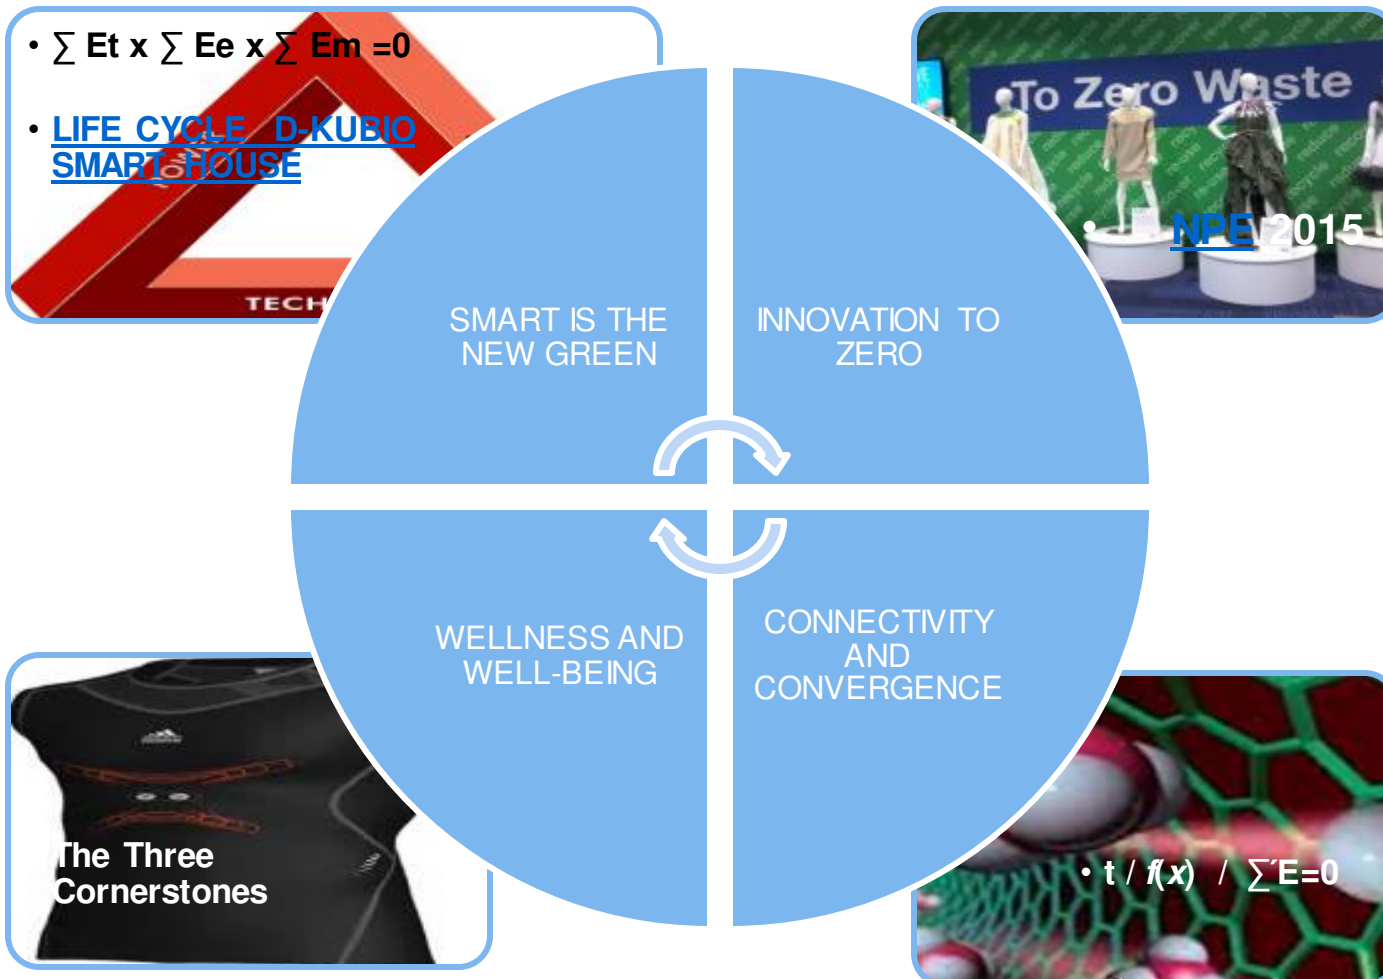 • ∑ Et x ∑ Ee x ∑ Em =0
• LIFE CYCLE D-KUBIO
SMART HOUSE
TECH
To Zero Waste
• NPE 2015
SMART IS THE
NEW GREEN
INNOVATION TO
ZERO
WELLNESS AND
WELL-BEING
CONNECTIVITY
AND
CONVERGENCE
The Three
Cornerstones
• t / f(x) / ∑´E=0